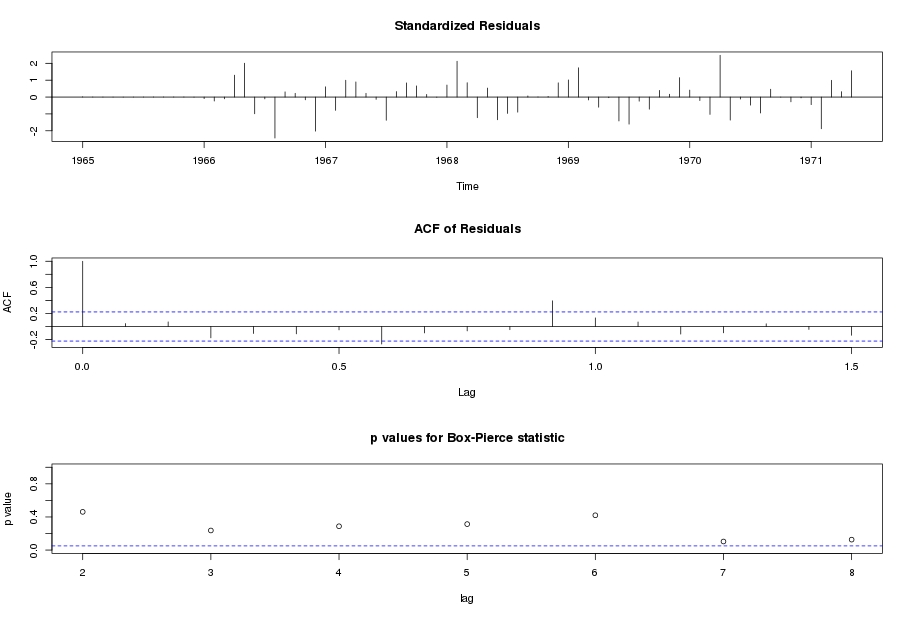 Standardized Residuals
2
1
0
-2
1965 1966 1967 1968 1969 1970 1971
Time
ACF of Residuals
ACF
1.0
0.6
0.2
-0.2
0.0 0.5 1.0 1.5
Lag
p values for Box-Pierce statistic
p value
0.8
0.4
0.0
2 3 4 5 6 7 8
lag